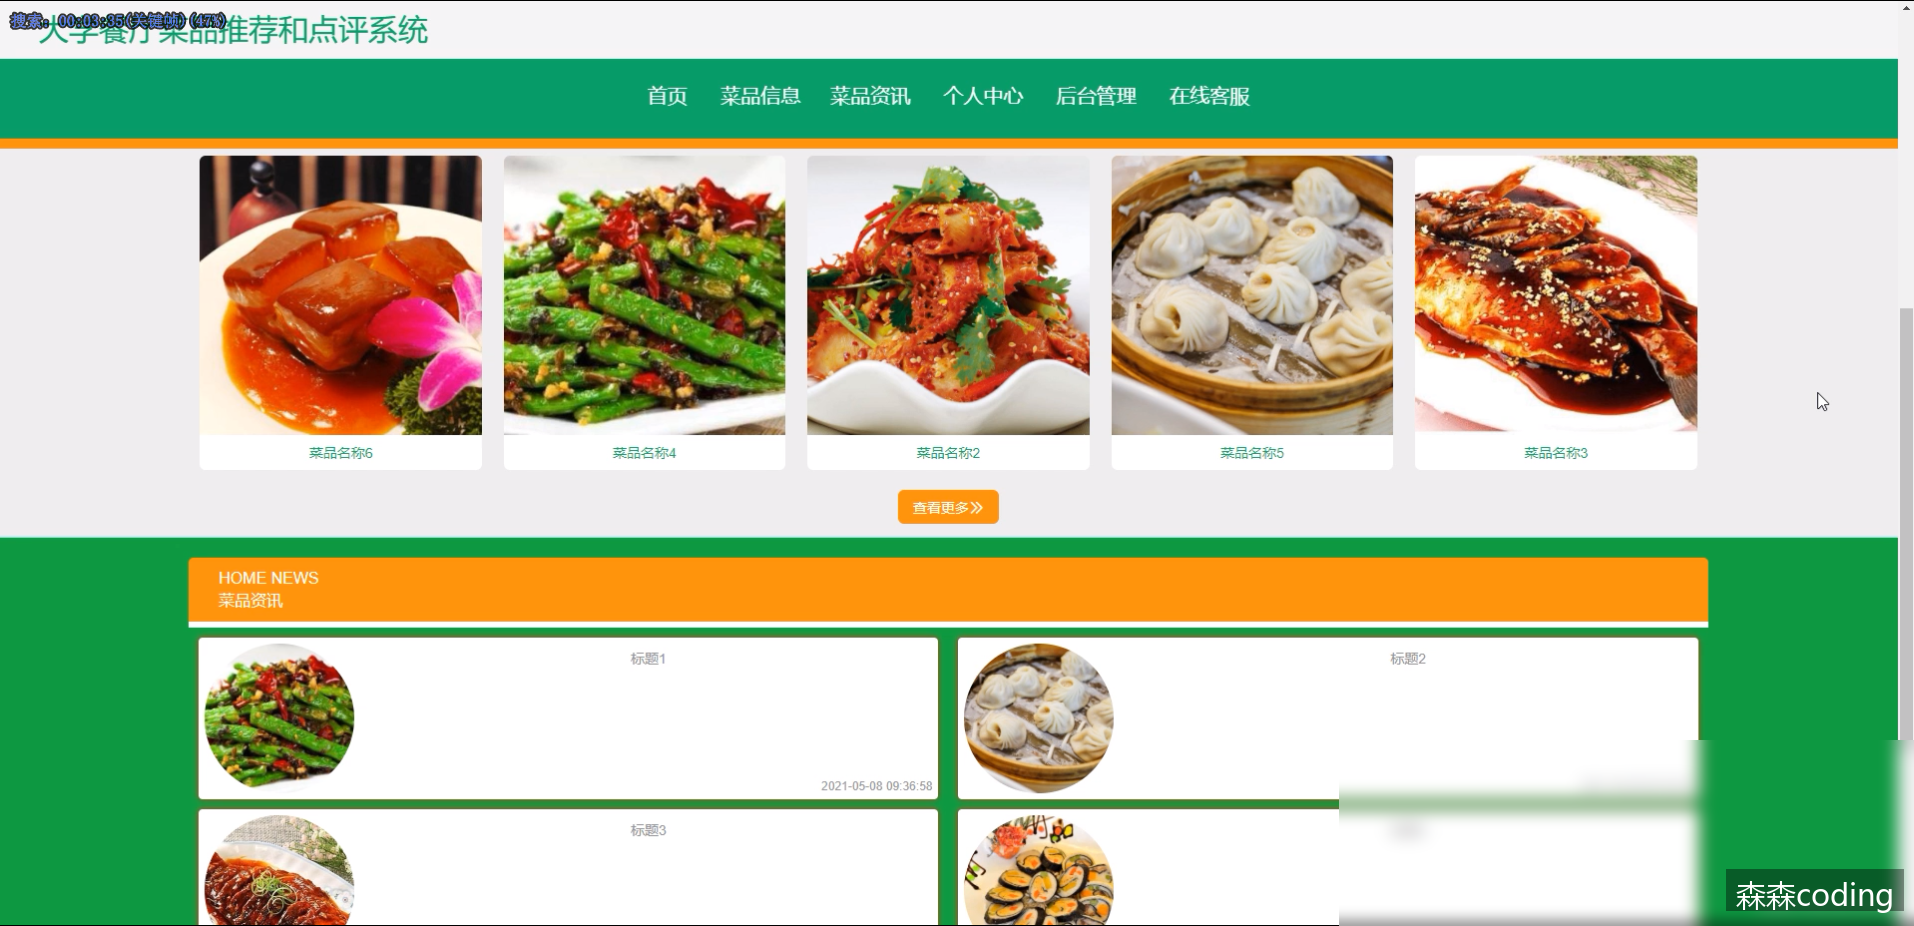 搜索。00:03:35(关键帧)(47%)
大学餐厅菜品推荐和点评系统
首页 菜品信息 菜品资讯 个人中心 后台管理 在线客服
菜品名称6 菜品名称4 菜品名称2 菜品名称5 菜品名称3
查看更多
HOME NEWS
菜品资讯
标题1 标题2
2021-05-08 09:36:58
标题3
森森coding